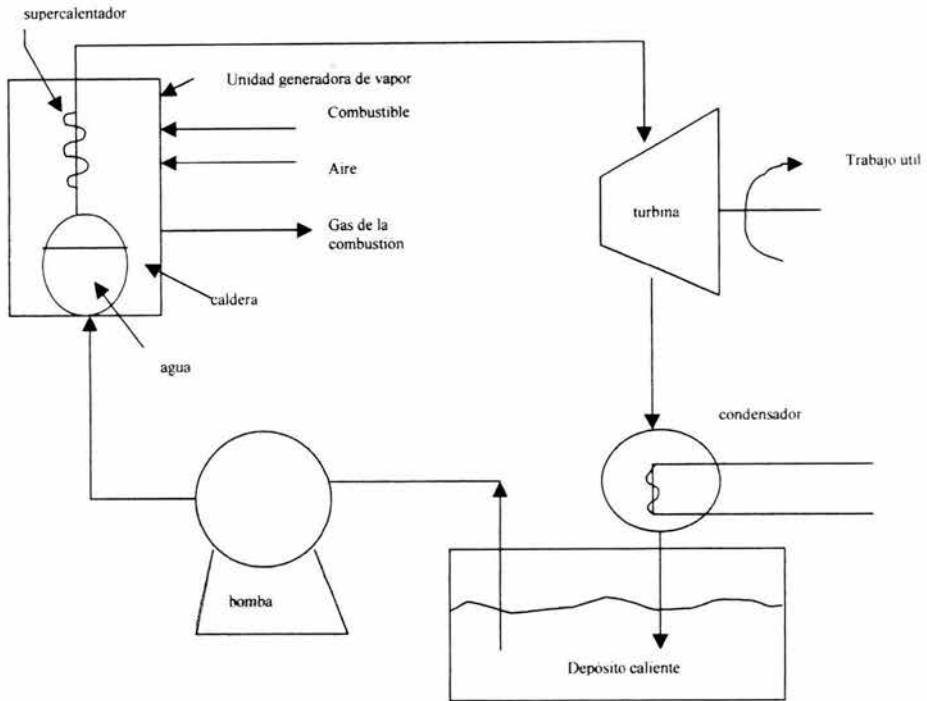 supercalentador
Unidad generadora de vapor
Combustible
Aire
Gas de la
combustion
caldera
agua
turbina
Trabajo util
condensador
bomba
Depósito caliente